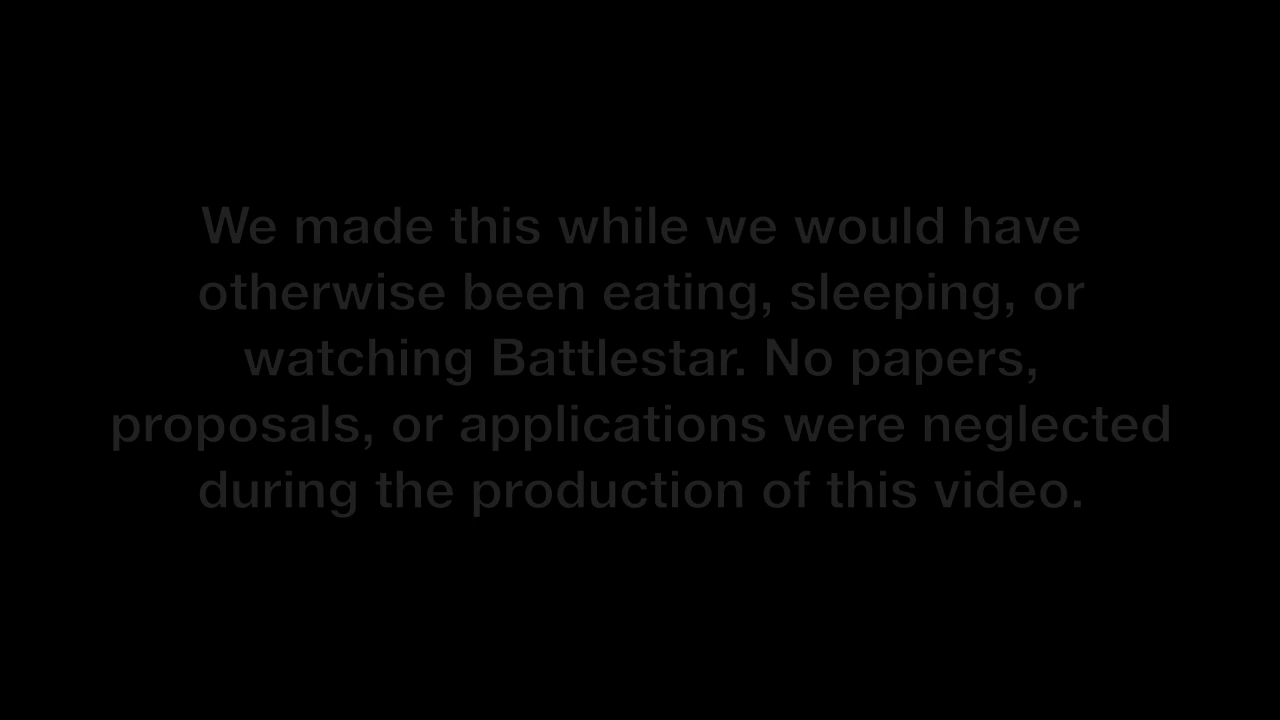 We made this while we would have
otherwise been eating, sleeping, or
watching Battlestar. No papers,
proposals, or applications were neglected
during the production of this video.